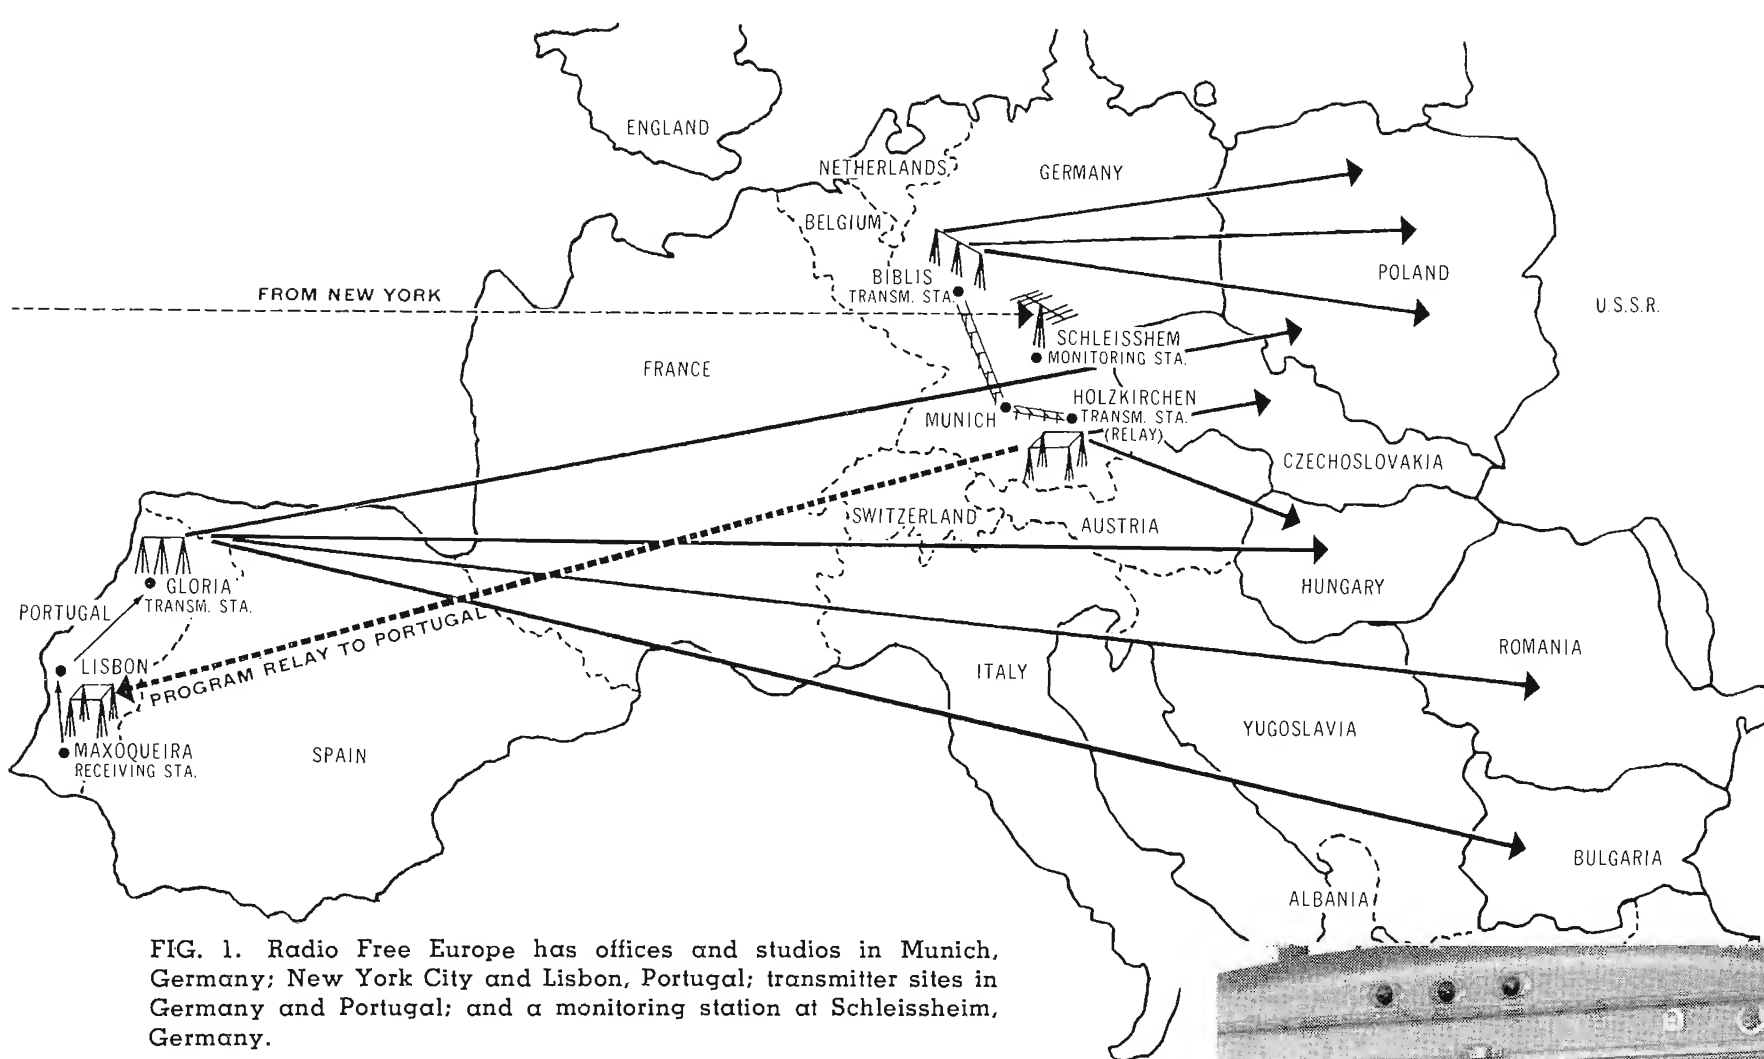 ENGLAND
NETHERLANDS
GERMANY
BELGIUM
BIBLIS
TRANSM. STA.
POLAND
U.S.S.R.
FROM NEW YORK
SCHLEISSHEM
MONITORING STA.
FRANCE
HOLZKIRCHEN
TRANSM. STA.
(RELAY)
MUNICH
CZECHOSLOVAKIA
SWITZERLAND
AUSTRIA
HUNGARY
GLORIA
TRANSM. STA.
PORTUGAL
PROGRAM RELAY TO PORTUGAL
LISBON
ITALY
ROMANIA
YUGOSLAVIA
MAXOQUEIRA
RECEIVING STA.
SPAIN
BULGARIA
ALBANIA
FIG. 1. Radio Free Europe has offices and studios in Munich,
Germany; New York City and Lisbon, Portugal; transmitter sites in
Germany and Portugal; and a monitoring station at Schleissheim,
Germany.